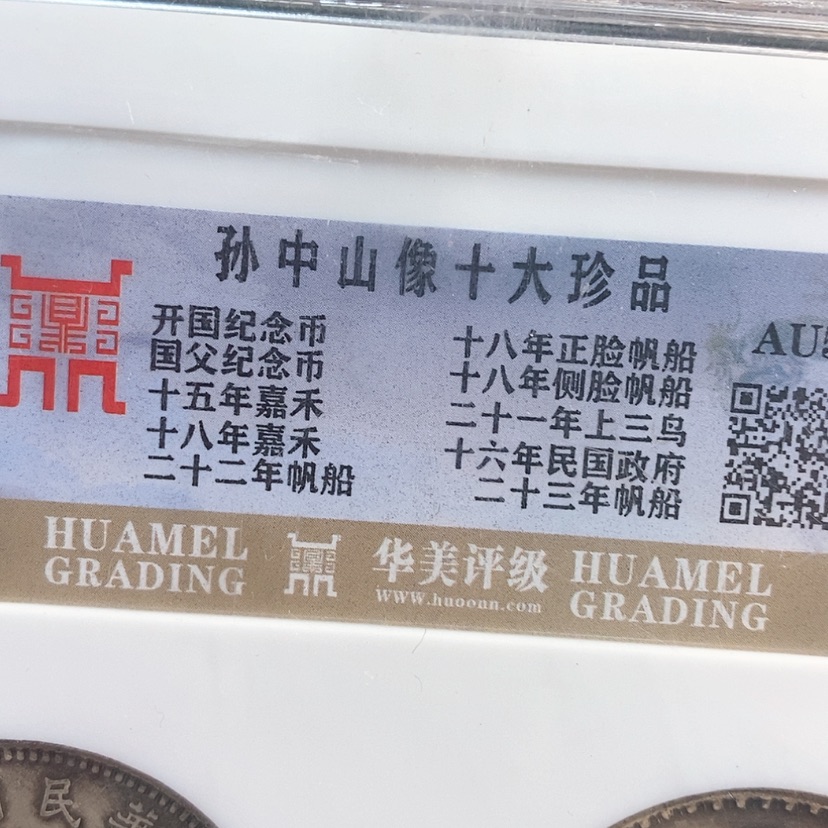 孙中山像十大珍品
开国纪念币
国父纪念币
十五年嘉禾
十八年嘉禾
二十二年帆船
十八年正脸帆船
十八年侧脸帆船
二十一年上三鸟
十六年民国政府
二十三年帆船
AU5
HUAMEL
GRADING
鼎
华美评级
www.huoonn.com
HUAMEL
GRADING
民